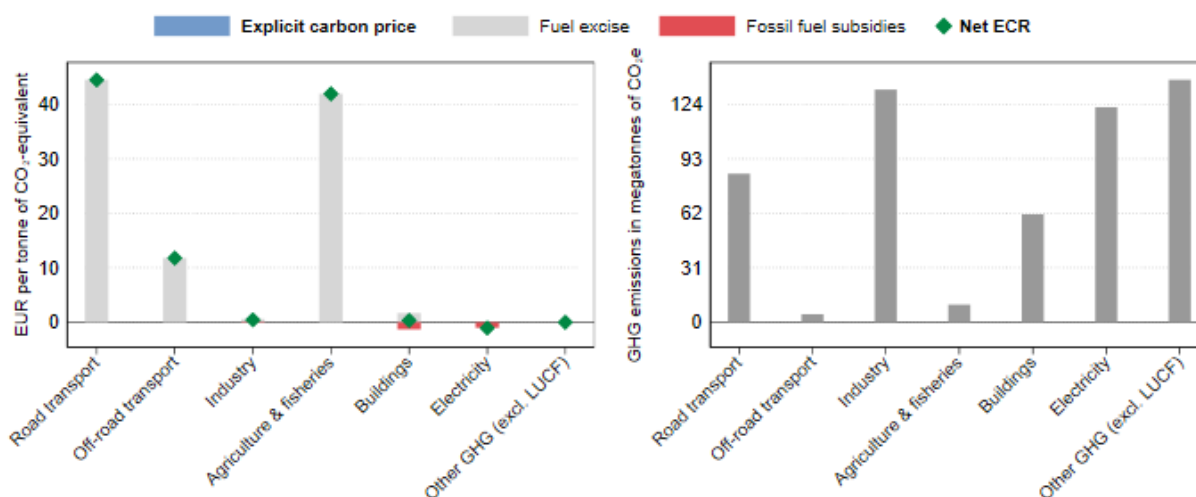 Explicit carbon price Fuel excise Fossil fuel subsidies Net ECR
EUR per tonne of CO₂-equivalent
40
30
20
10
0
Road transport
Off-road transport
Industry
Agriculture & fisheries
Buildings
Electricity
Other GHG (excl. LUCF)
GHG emissions in megatonnes of CO₂e
124
93
62
31
0
Road transport
Off-road transport
Industry
Agriculture & fisheries
Buildings
Electricity
Other GHG (excl. LUCF)